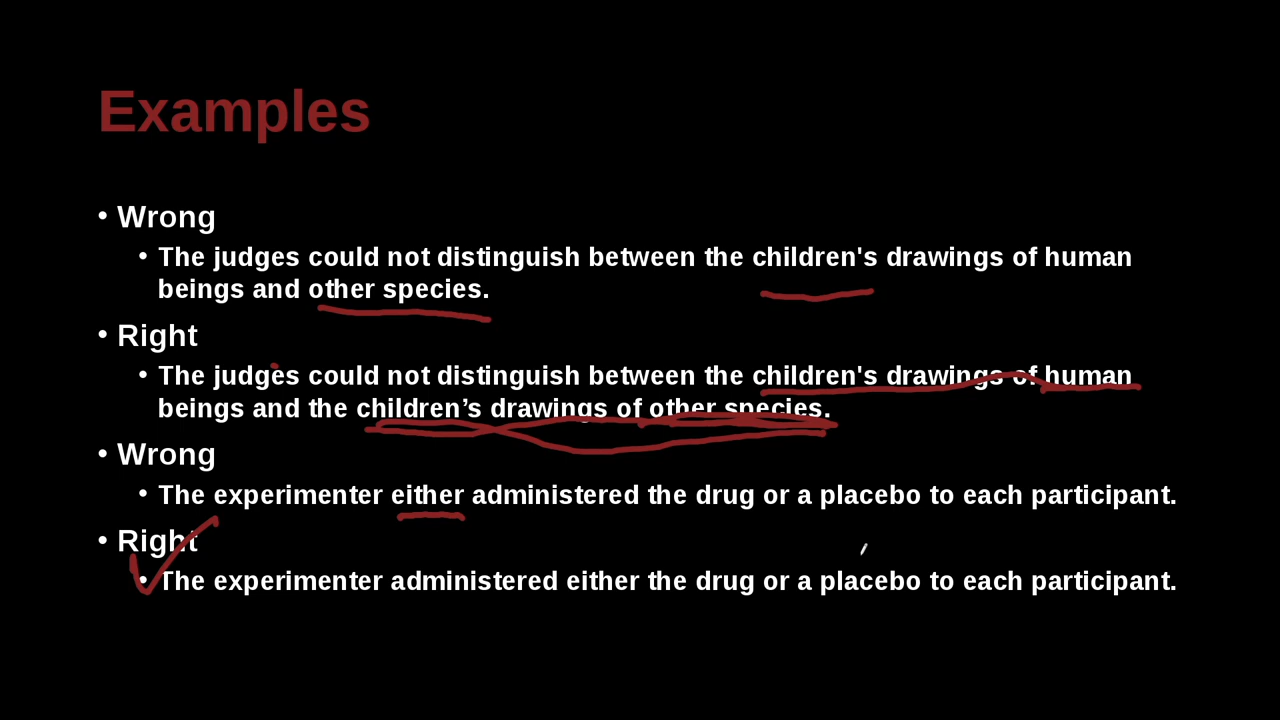 Examples
• Wrong
• The judges could not distinguish between the children's drawings of human
beings and other species.
• Right
• The judges could not distinguish between the children's drawings of human
beings and the children’s drawings of other species.
• Wrong
• The experimenter either administered the drug or a placebo to each participant.
• Right
• The experimenter administered either the drug or a placebo to each participant.